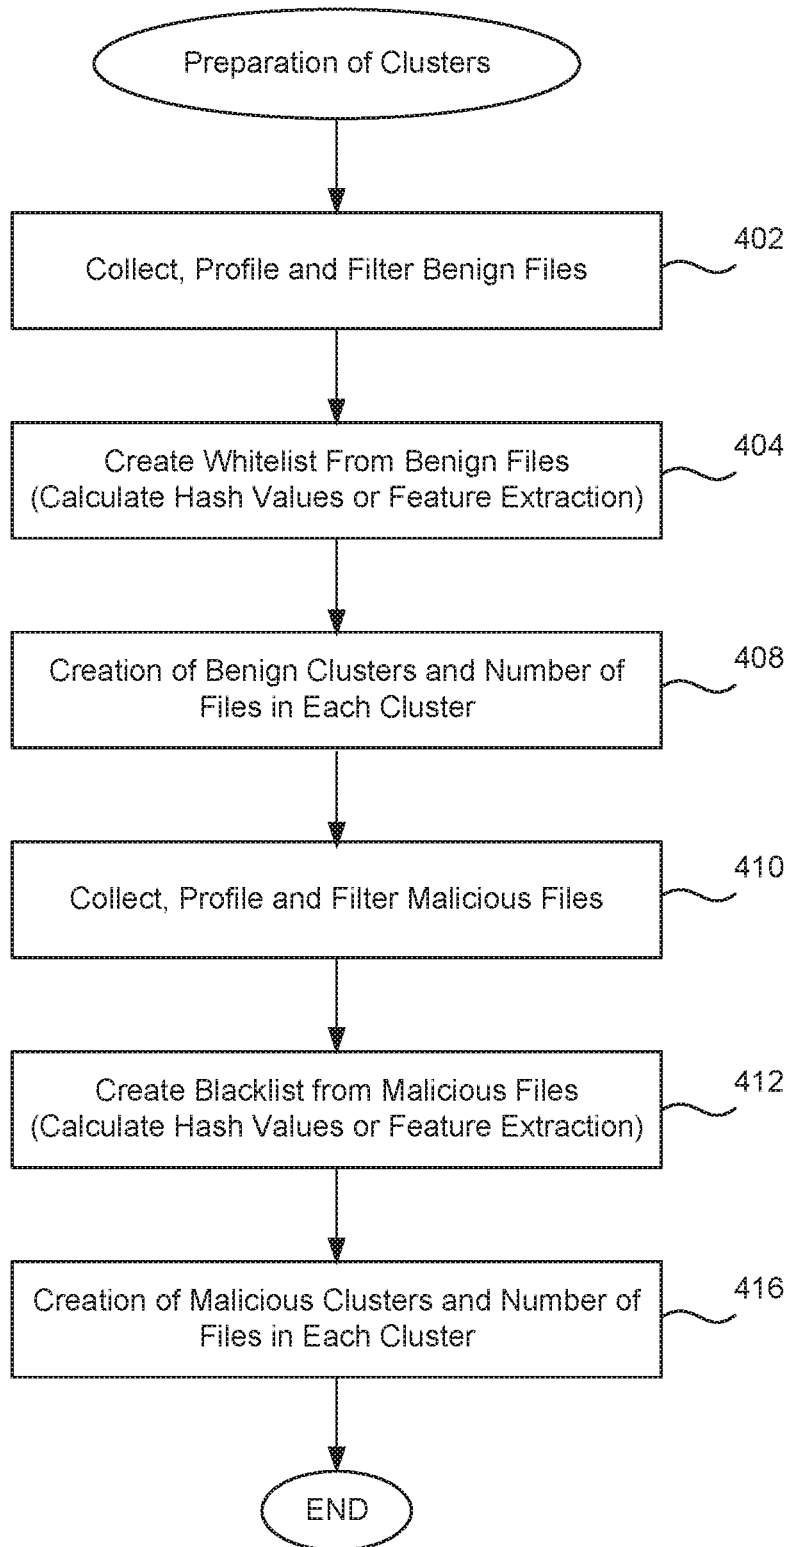 Preparation of Clusters
Collect, Profile and Filter Benign Files
402
Create Whitelist From Benign Files
(Calculate Hash Values or Feature Extraction)
404
Creation of Benign Clusters and Number of
Files in Each Cluster
408
Collect, Profile and Filter Malicious Files
410
Create Blacklist from Malicious Files
(Calculate Hash Values or Feature Extraction)
412
Creation of Malicious Clusters and Number of
Files in Each Cluster
416
END